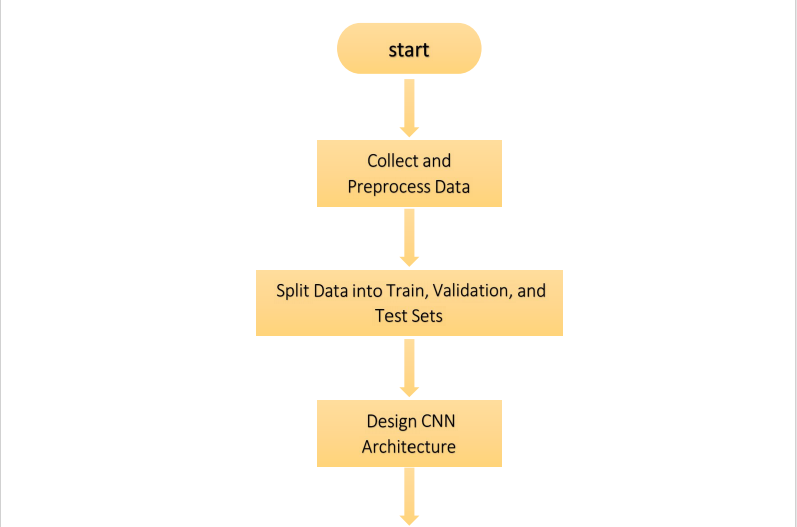 start
Collect and
Preprocess Data
Split Data into Train, Validation, and
Test Sets
Design CNN
Architecture